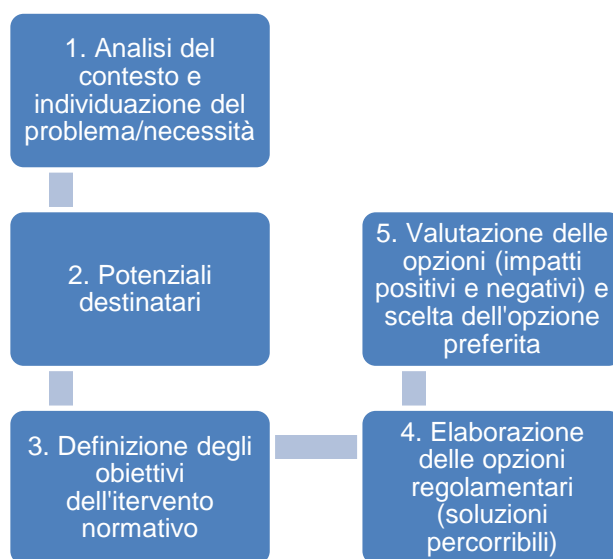 1. Analisi del
contesto e
individuazione del
problema/necessità
2. Potenziali
destinatari
3. Definizione degli
obiettivi
dell'itervento
normativo
4. Elaborazione
delle opzioni
regolamentari
(soluzioni
percorribili)
5. Valutazione delle
opzioni (impatti
positivi e negativi) e
scelta dell'opzione
preferita